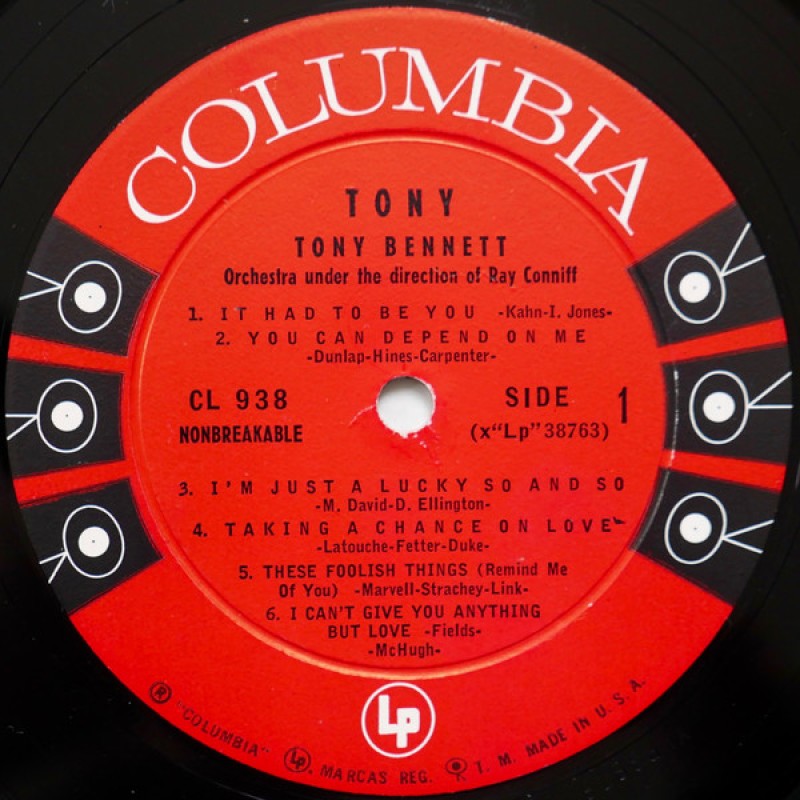 COLUMBIA
TONY
TONY BENNETT
Orchestra under the direction of Ray Conniff
1. IT HAD TO BE YOU -Kahn-I. Jones-
2. YOU CAN DEPEND ON ME
-Dunlap-Hines-Carpenter-
CL 938
NONBREAKABLE
SIDE 1
(x"Lp"38763)
3. I'M JUST A LUCKY SO AND SO
-M. David-D. Ellington-
4. TAKING A CHANCE ON LOVE
-Latouche-Fetter-Duke-
5. THESE FOOLISH THINGS (Remind Me
Of You) -Marvell-Strachey-Link-
6. I CAN'T GIVE YOU ANYTHING
BUT LOVE -Fields-
-McHugh-
Lp
® "COLUMBIA" Lp, MARCAS REG. T. M. MADE IN U. S. A.